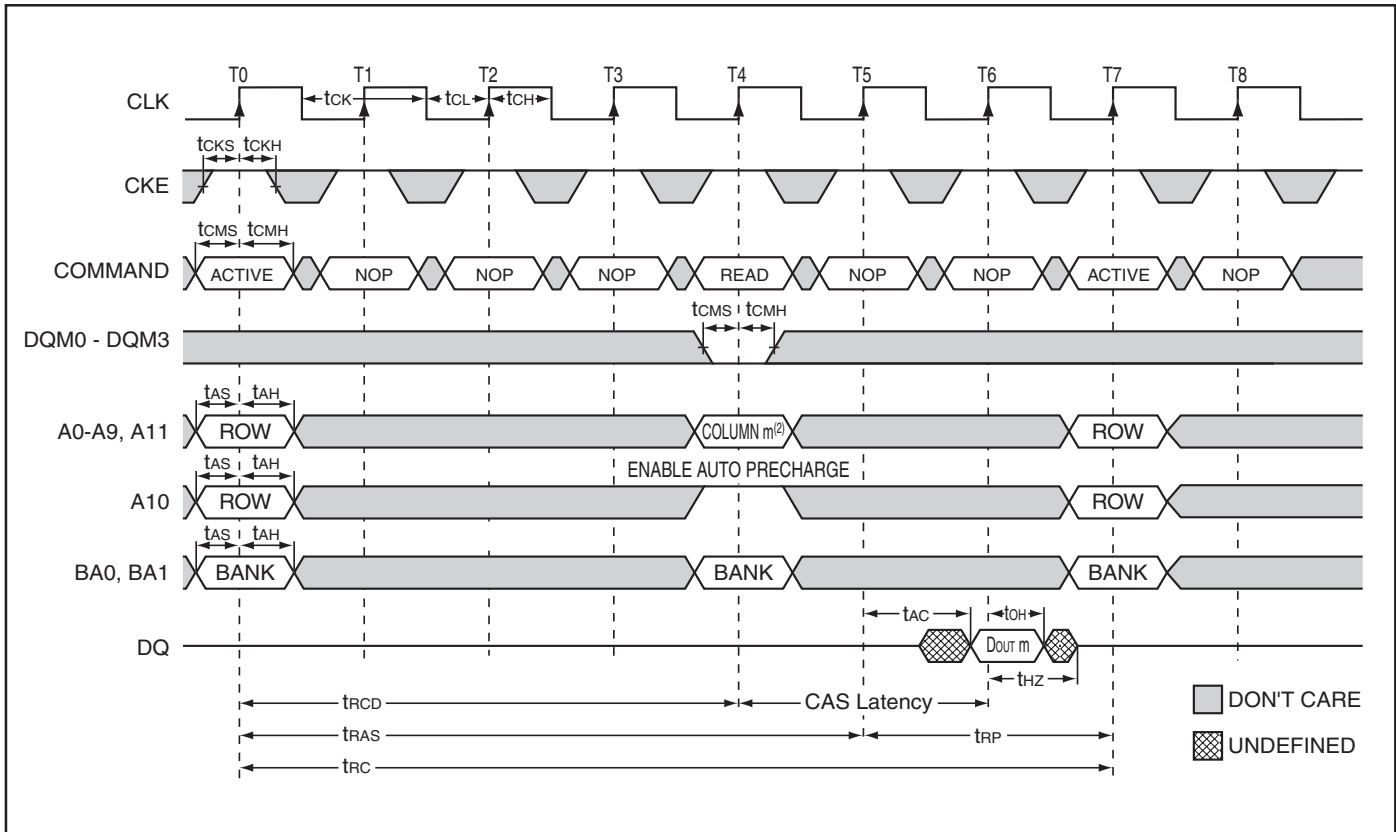 T0 T1 T2 T3 T4 T5 T6 T7 T8
CLK tCK tCL tCH
tCKS tCKH
CKE
tCMS tCMH
COMMAND ACTIVE NOP NOP NOP READ NOP NOP ACTIVE NOP
tCMS tCMH
DQM0 - DQM3
tAS tAH
A0-A9, A11 ROW COLUMN m(2) ROW
tAS tAH ENABLE AUTO PRECHARGE
A10 ROW ROW
tAS tAH
BA0, BA1 BANK BANK BANK
tAC tOH
DQ DOUT m
tHZ
tRCD CAS Latency
DON'T CARE
tRAS tRP
UNDEFINED
tRC